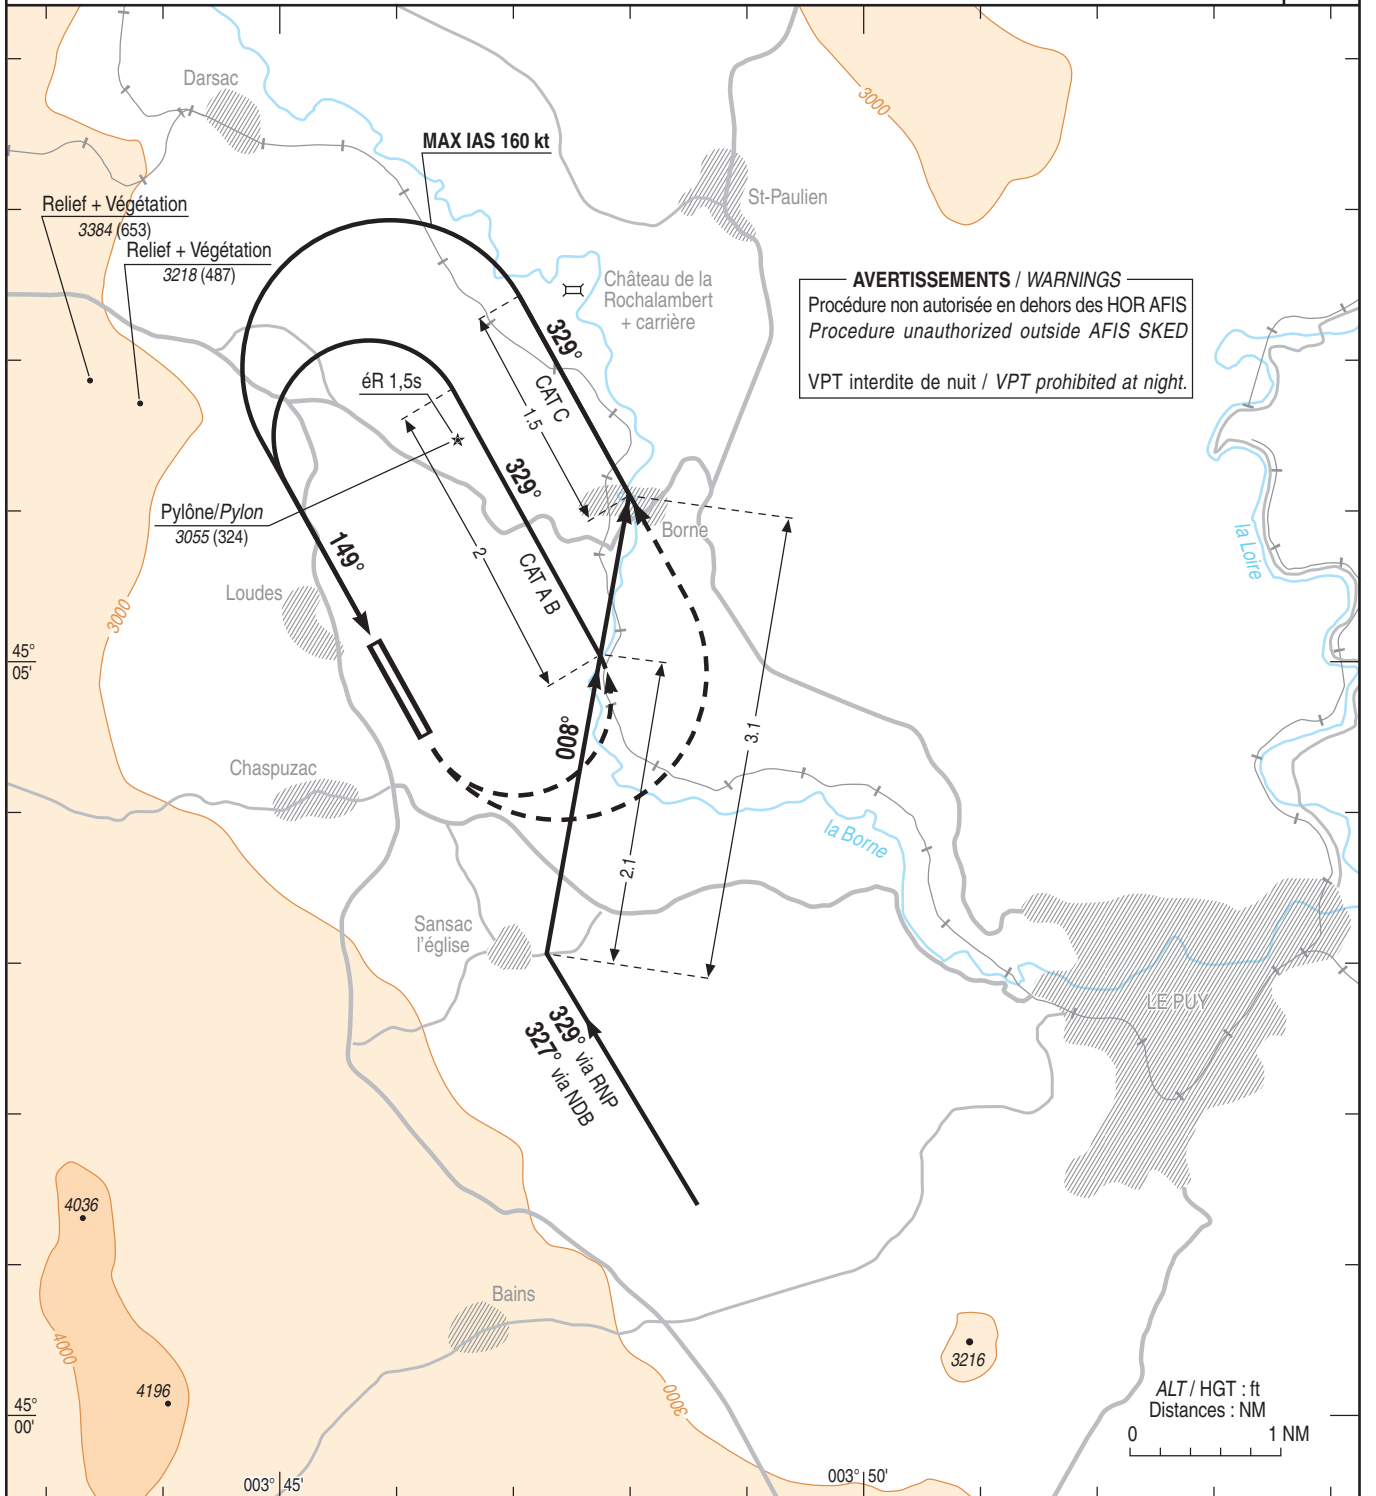 Darsac
3000
MAX IAS 160 kt
St-Paulien
Relief + Végétation
3384 (653)
Relief + Végétation
3218 (487)
Château de la
Rochalambert
+ carrière
AVERTISSEMENTS / WARNINGS
Procédure non autorisée en dehors des HOR AFIS
Procedure unauthorized outside AFIS SKED
VPT interdite de nuit / VPT prohibited at night.
329°
CAT C
1.5
éR 1,5s
329°
CAT A B
2
Pylône/Pylon
3055 (324)
149°
Borne
la Loire
Loudes
3000
45°
05'
008°
3.1
2.1
Chaspuzac
la Borne
Sansac
l'église
LE PUY
329° via RNP
327° via NDB
4036
4000
4196
Bains
3000
3216
45°
00'
ALT / HGT : ft
Distances : NM
0 1 NM
003° 45'
003° 50'